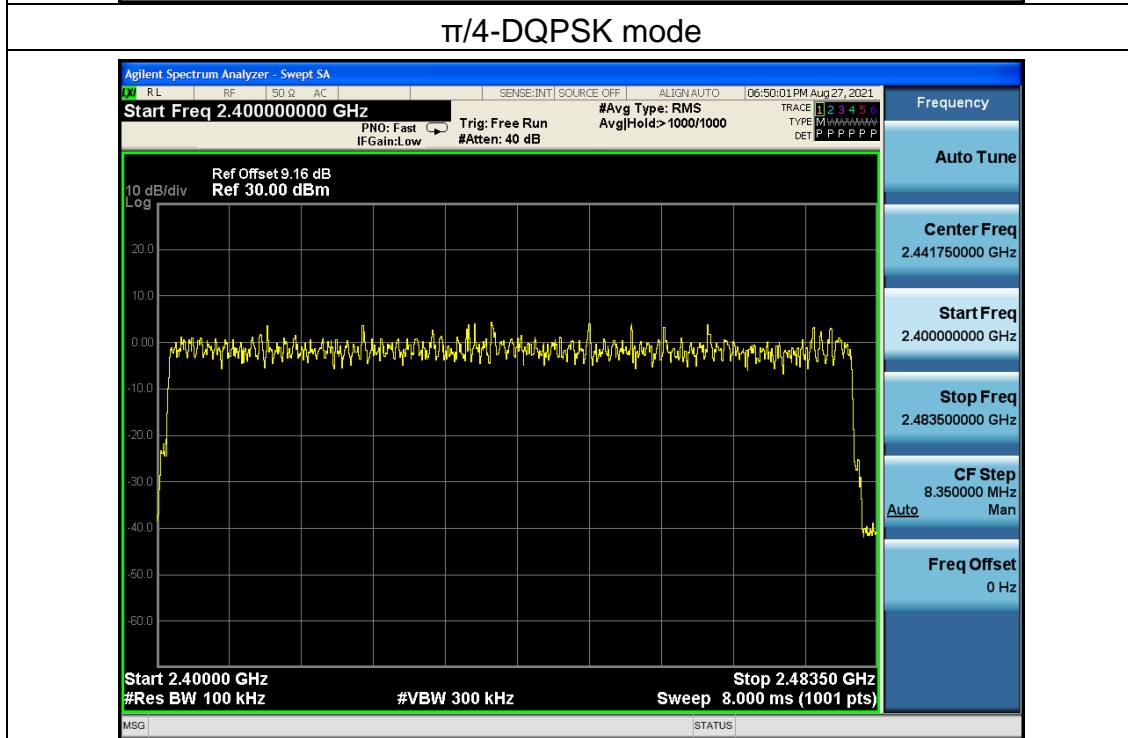 π/4-DQPSK mode
Agilent Spectrum Analyzer - Swept SA
LXI RL RF 50 Ω AC SENSE:INT SOURCE OFF ALIGN AUTO 06:50:01 PM Aug 27, 2021
Start Freq 2.400000000 GHz
PNO: Fast
IFGain:Low
Trig: Free Run
#Atten: 40 dB
#Avg Type: RMS
Avg|Hold:>1000/1000
TRACE 1 2 3 4 5 6
TYPE M WWWWW
DET P P P P P P
Ref Offset 9.16 dB
10 dB/div Ref 30.00 dBm
Log
20.0
10.0
0.00
-10.0
-20.0
-30.0
-40.0
-50.0
-60.0
Start 2.40000 GHz Stop 2.48350 GHz
#Res BW 100 kHz #VBW 300 kHz Sweep 8.000 ms (1001 pts)
MSG STATUS
Frequency
Auto Tune
Center Freq
2.441750000 GHz
Start Freq
2.400000000 GHz
Stop Freq
2.483500000 GHz
CF Step
8.350000 MHz
Auto Man
Freq Offset
0 Hz